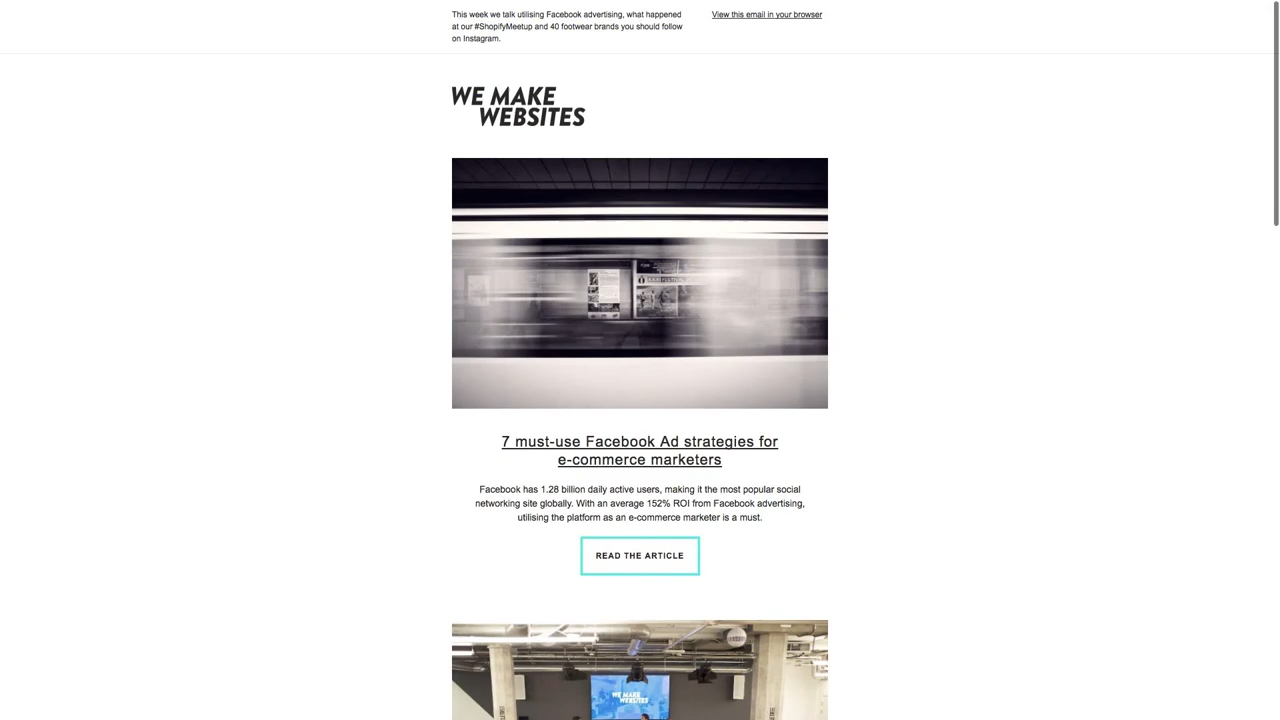 This week we talk utilising Facebook advertising, what happened
at our #ShopifyMeetup and 40 footwear brands you should follow
on Instagram.
View this email in your browser
WE MAKE
WEBSITES
7 must-use Facebook Ad strategies for
e-commerce marketers
Facebook has 1.28 billion daily active users, making it the most popular social
networking site globally. With an average 152% ROI from Facebook advertising,
utilising the platform as an e-commerce marketer is a must.
READ THE ARTICLE
WE MAKE
WEBSITES